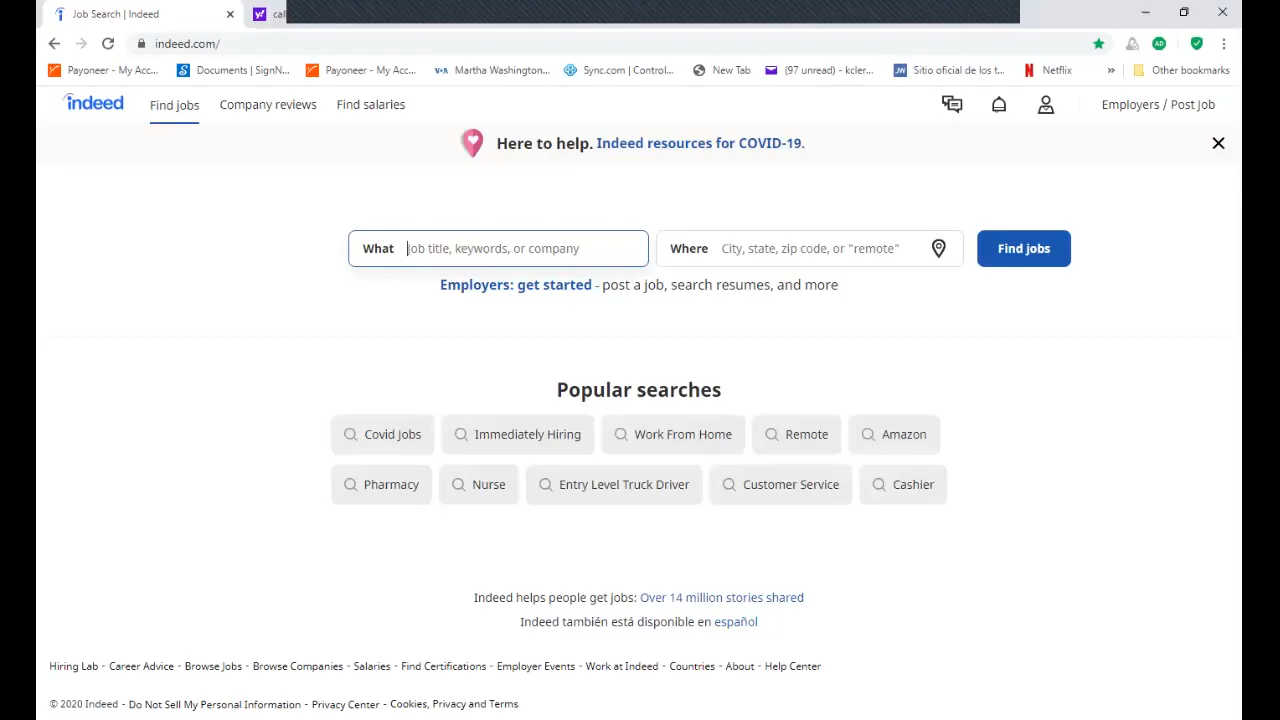 Job Search | Indeed
cal
indeed.com/
Payoneer - My Acc... Documents | SignN... Payoneer - My Acc... VOA Martha Washington... Sync.com | Control... New Tab (97 unread) - kcler... JW Sitio oficial de los t... N Netflix » Other bookmarks
indeed Find jobs Company reviews Find salaries Employers / Post Job
Here to help. Indeed resources for COVID-19.
What Job title, keywords, or company Where City, state, zip code, or "remote" Find jobs
Employers: get started - post a job, search resumes, and more
Popular searches
Covid Jobs Immediately Hiring Work From Home Remote Amazon
Pharmacy Nurse Entry Level Truck Driver Customer Service Cashier
Indeed helps people get jobs: Over 14 million stories shared
Indeed también está disponible en español
Hiring Lab - Career Advice - Browse Jobs - Browse Companies - Salaries - Find Certifications - Employer Events - Work at Indeed - Countries - About - Help Center
© 2020 Indeed - Do Not Sell My Personal Information - Privacy Center - Cookies, Privacy and Terms